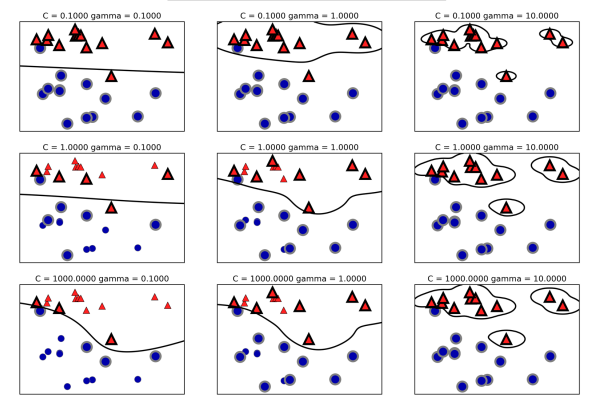 C = 0.1000 gamma = 0.1000
C = 0.1000 gamma = 1.0000
C = 0.1000 gamma = 10.0000
C = 1.0000 gamma = 0.1000
C = 1.0000 gamma = 1.0000
C = 1.0000 gamma = 10.0000
C = 1000.0000 gamma = 0.1000
C = 1000.0000 gamma = 1.0000
C = 1000.0000 gamma = 10.0000